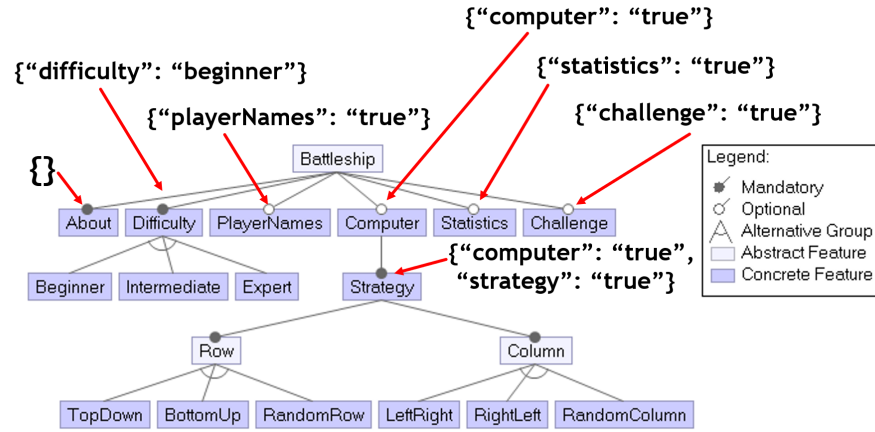 {“computer”: “true”}
{“difficulty”: “beginner”}
{“statistics”: “true”}
{“playerNames”: “true”}
{“challenge”: “true”}
{}
Battleship
About
Difficulty
PlayerNames
Computer
Statistics
Challenge
Legend:
Mandatory
Optional
Alternative Group
Abstract Feature
Concrete Feature
{“computer”: “true”,
“strategy”: “true”}
Beginner
Intermediate
Expert
Strategy
Row
Column
TopDown
BottomUp
RandomRow
LeftRight
RightLeft
RandomColumn